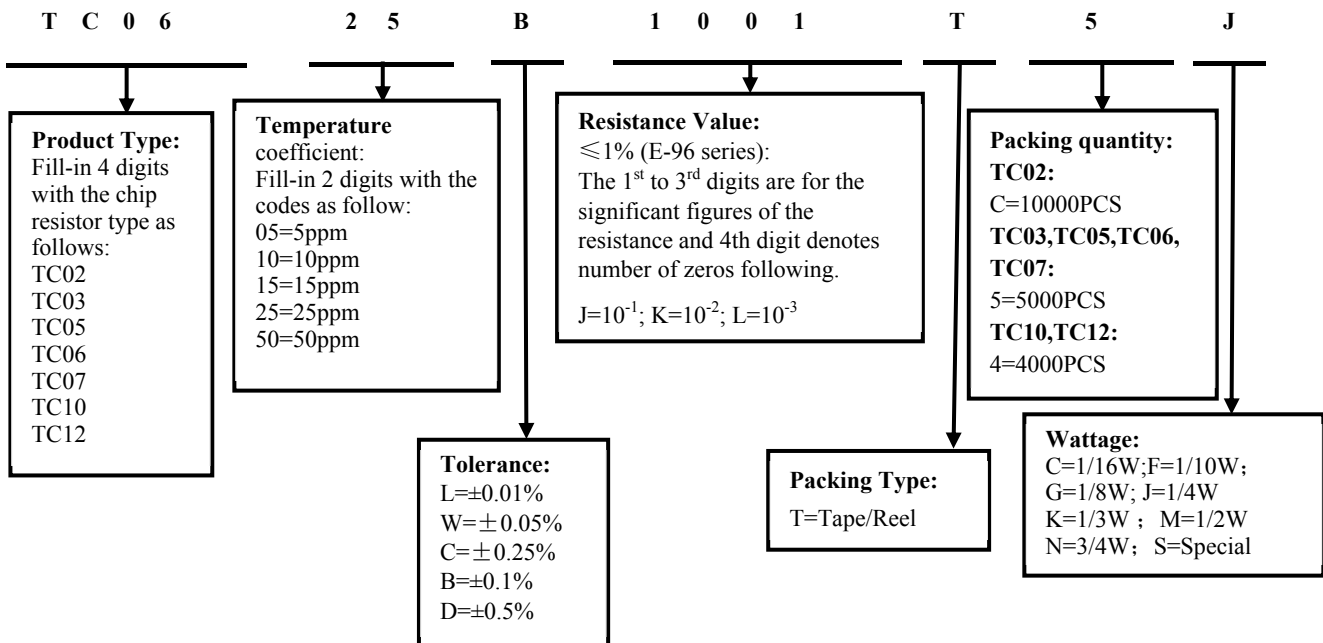 T C 0 6 2 5 B 1 0 0 1 T 5 J
Product Type:
Fill-in 4 digits
with the chip
resistor type as
follows:
TC02
TC03
TC05
TC06
TC07
TC10
TC12
Temperature
coefficient:
Fill-in 2 digits with the
codes as follow:
05=5ppm
10=10ppm
15=15ppm
25=25ppm
50=50ppm
Tolerance:
L=±0.01%
W=±0.05%
C=±0.25%
B=±0.1%
D=±0.5%
Resistance Value:
≦1% (E-96 series):
The 1st to 3rd digits are for the
significant figures of the
resistance and 4th digit denotes
number of zeros following.
J=10-1; K=10-2; L=10-3
Packing Type:
T=Tape/Reel
Packing quantity:
TC02:
C=10000PCS
TC03,TC05,TC06,
TC07:
5=5000PCS
TC10,TC12:
4=4000PCS
Wattage:
C=1/16W;F=1/10W;
G=1/8W; J=1/4W
K=1/3W ; M=1/2W
N=3/4W; S=Special